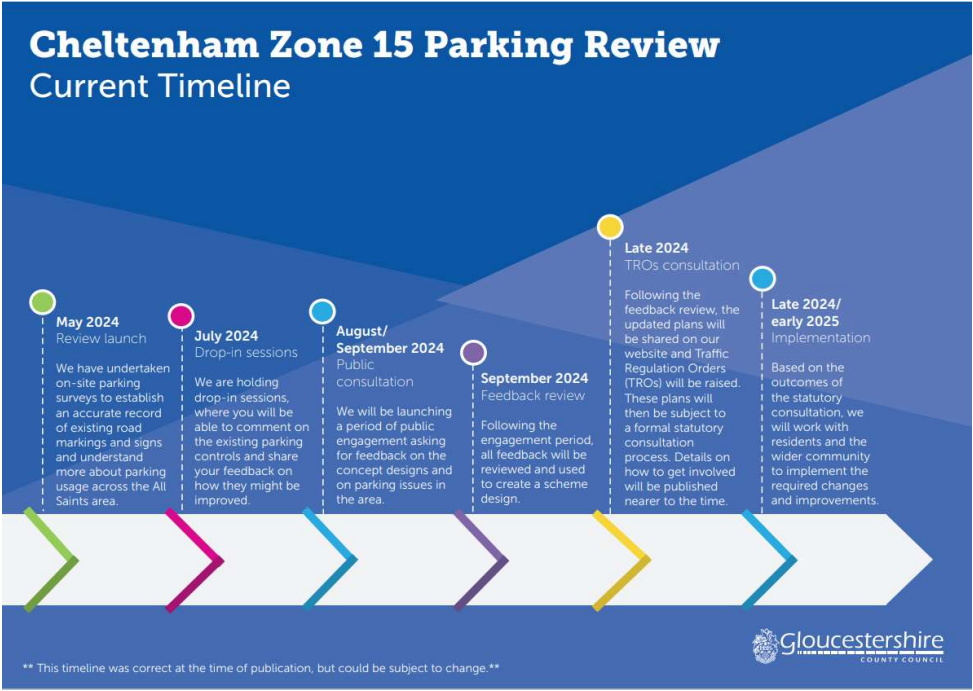 Cheltenham Zone 15 Parking Review
Current Timeline
May 2024
Review launch
We have undertaken
on-site parking
surveys to establish
an accurate record
of existing road
markings and signs
and understand
more about parking
usage across the All
Saints area.
July 2024
Drop-in sessions
We are holding
drop-in sessions,
where you will be
able to comment on
the existing parking
controls and share
your feedback on
how they might be
improved.
August/
September 2024
Public
consultation
We will be launching
a period of public
engagement asking
for feedback on the
concept designs and
on parking issues in
the area.
September 2024
Feedback review
Following the
engagement period,
all feedback will be
reviewed and used
to create a scheme
design.
Late 2024
TROs consultation
Following the
feedback review, the
updated plans will
be shared on our
website and Traffic
Regulation Orders
(TROs) will be raised.
These plans will
then be subject to
a formal statutory
consultation
process. Details on
how to get involved
will be published
nearer to the time.
Late 2024/
early 2025
Implementation
Based on the
outcomes of
the statutory
consultation, we
will work with
residents and the
wider community
to implement the
required changes
and improvements.
Gloucestershire
COUNTY COUNCIL
** This timeline was correct at the time of publication, but could be subject to change.**